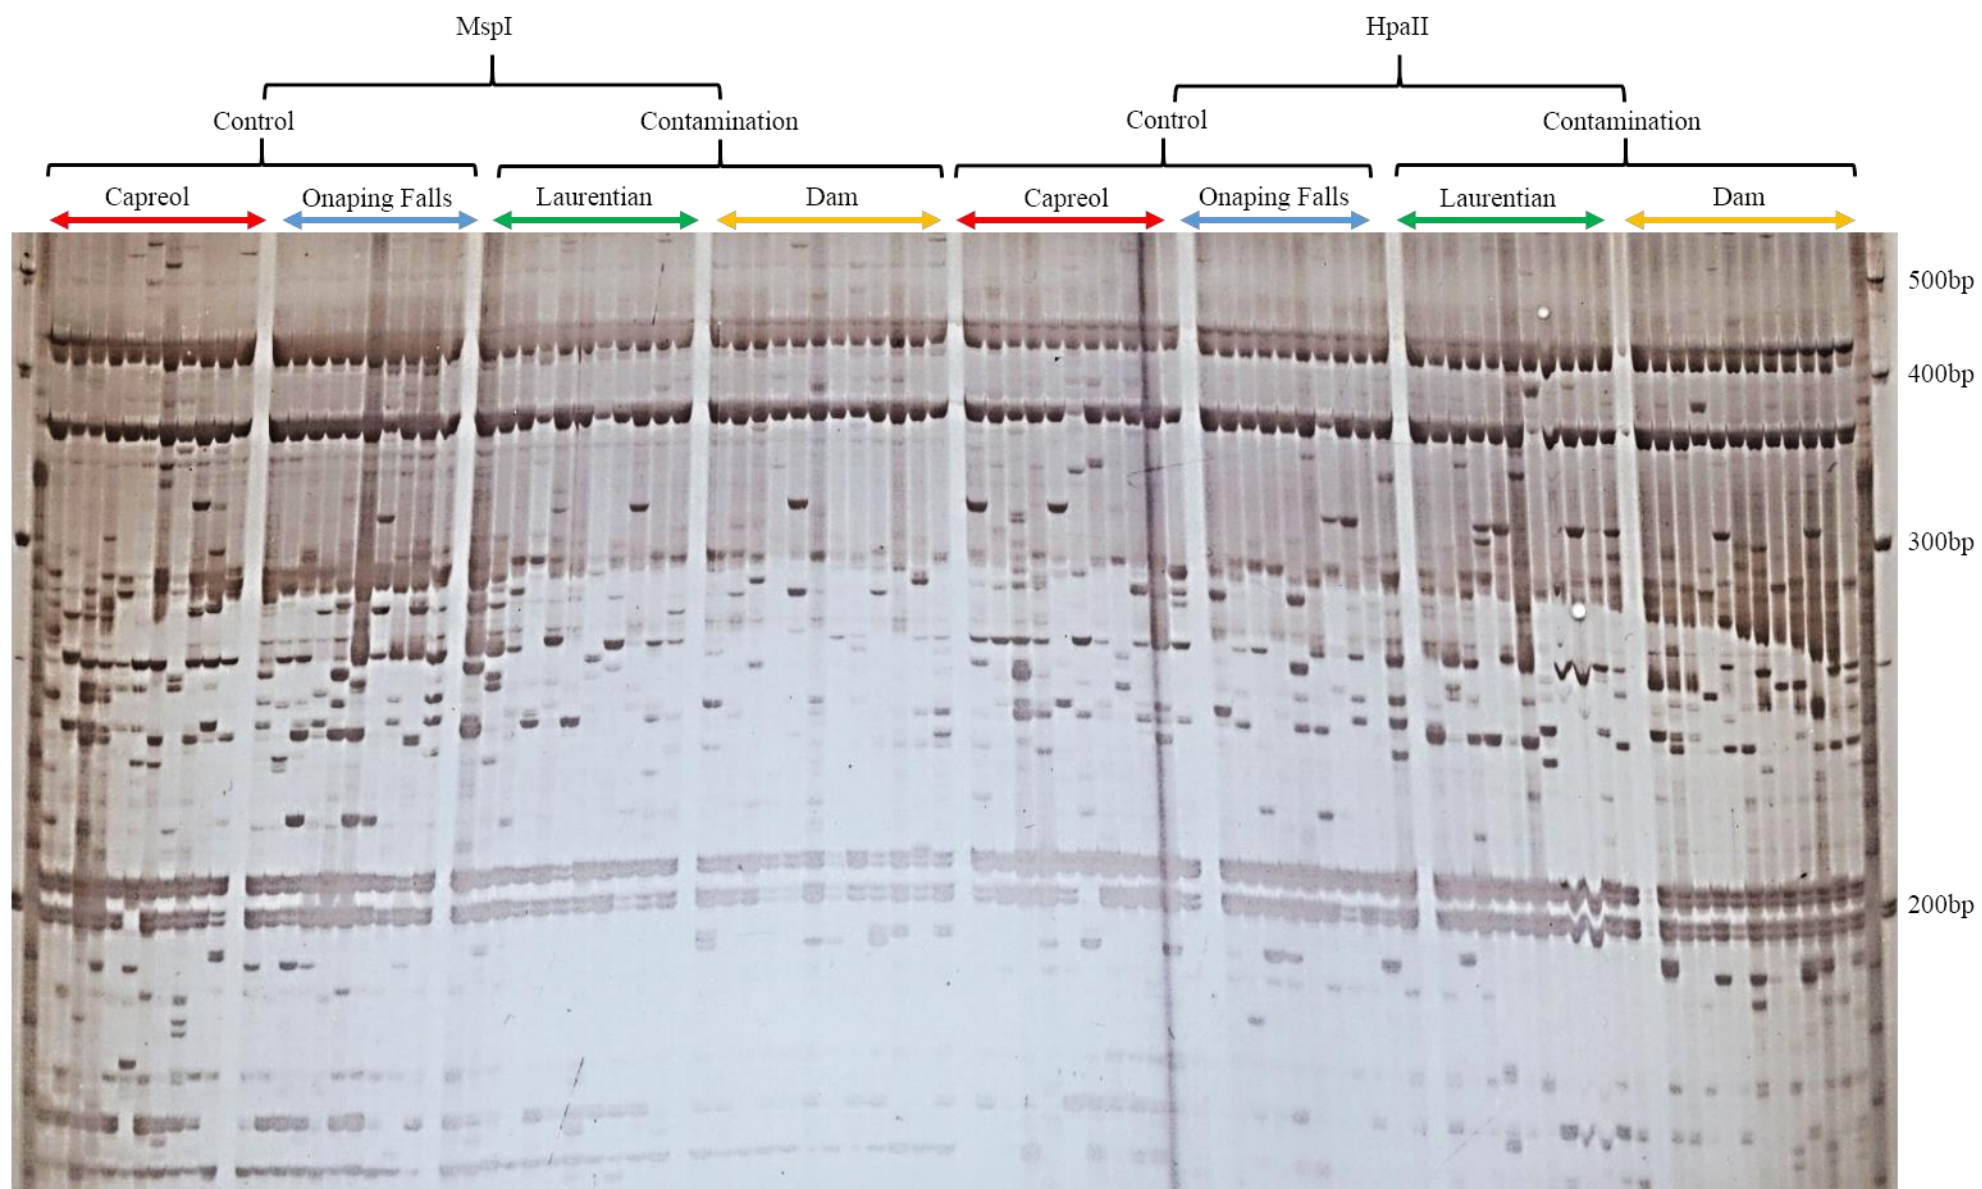 MspI HpaII
Control Contamination Control Contamination
Capreol Onaping Falls Laurentian Dam Capreol Onaping Falls Laurentian Dam
500bp
400bp
300bp
200bp